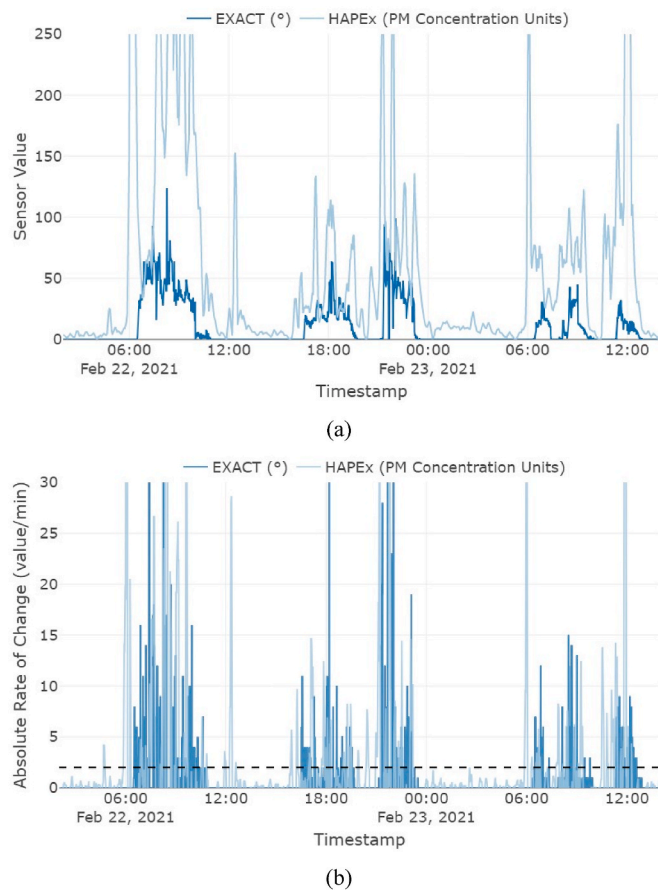 EXACT (°) HAPEx (PM Concentration Units)
250
200
150
100
50
0
Sensor Value
06:00 12:00 18:00 00:00 06:00 12:00
Feb 22, 2021 Feb 23, 2021
Timestamp
(a)
EXACT (°) HAPEx (PM Concentration Units)
30
25
20
15
10
5
0
Absolute Rate of Change (value/min)
06:00 12:00 18:00 00:00 06:00 12:00
Feb 22, 2021 Feb 23, 2021
Timestamp
(b)